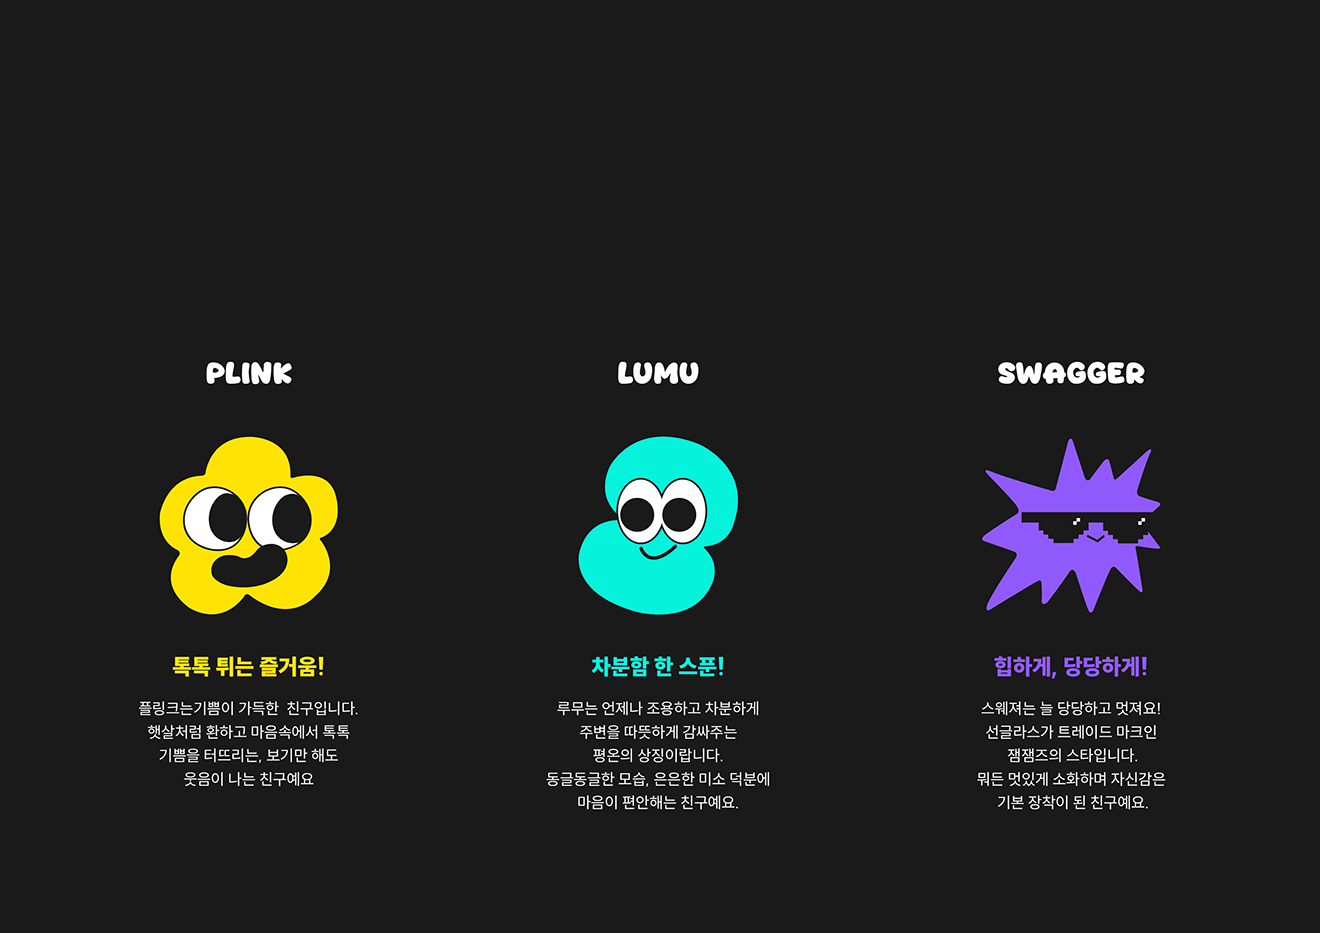 PLINK
톡톡 튀는 즐거움!
플링크는기쁨이 가득한  친구입니다.
햇살처럼 환하고 마음속에서 톡톡
기쁨을 터뜨리는, 보기만 해도
웃음이 나는 친구예요
LUMU
차분함 한 스푼!
루무는 언제나 조용하고 차분하게
주변을 따뜻하게 감싸주는
평온의 상징이랍니다.
동글동글한 모습, 은은한 미소 덕분에
마음이 편안해는 친구예요.
SWAGGER
힙하게, 당당하게!
스웨져는 늘 당당하고 멋져요!
선글라스가 트레이드 마크인
잼잼즈의 스타입니다.
뭐든 멋있게 소화하며 자신감은
기본 장착이 된 친구예요.